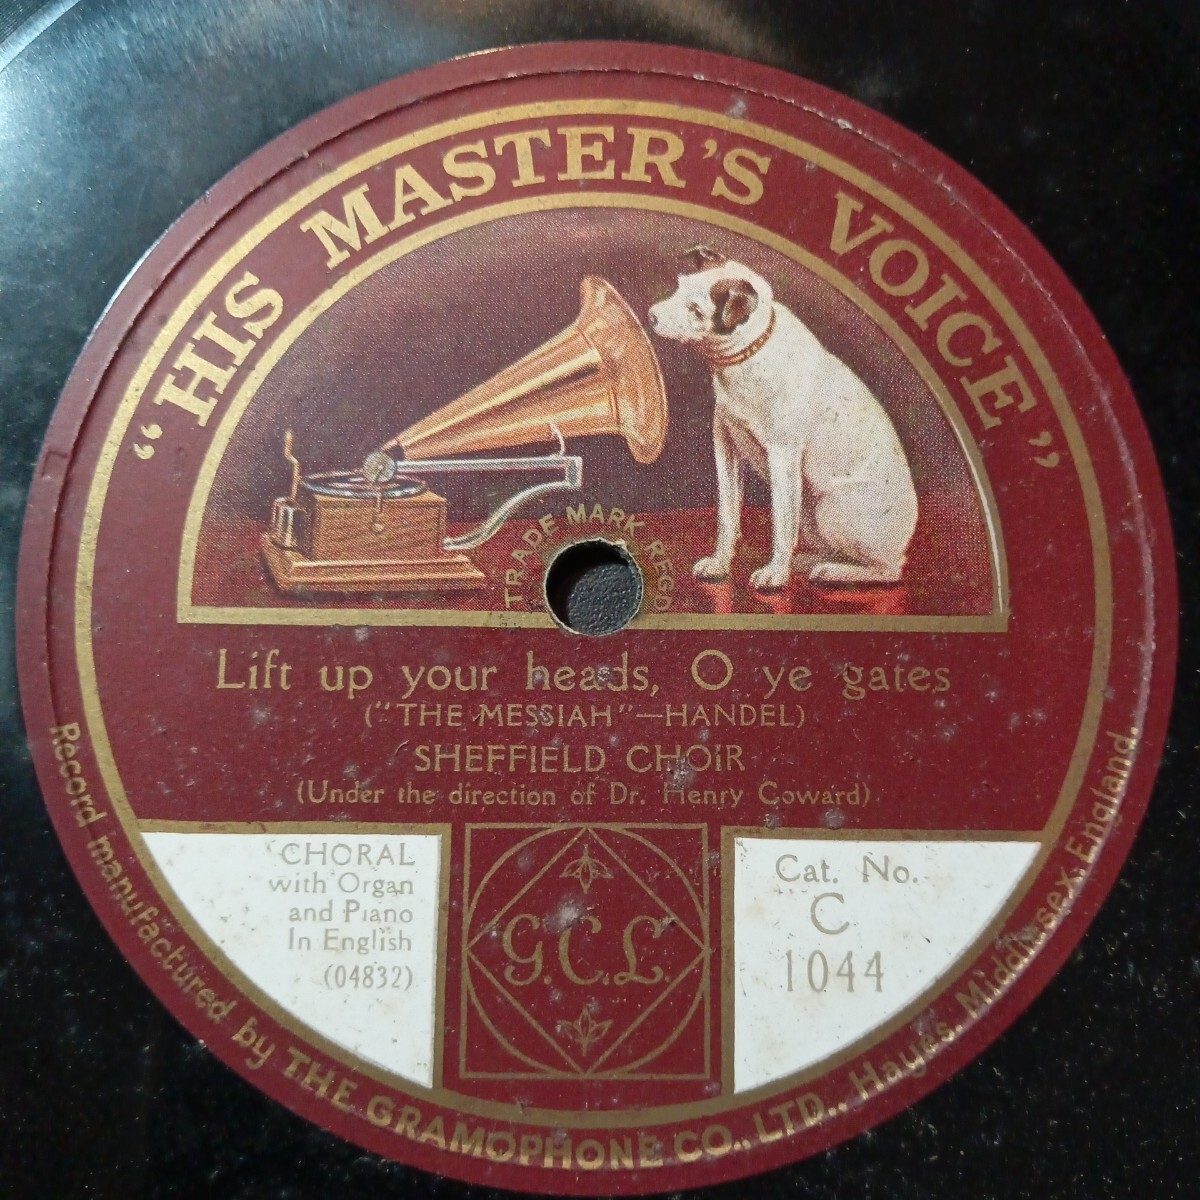 "HIS MASTER'S VOICE"
TRADE MARK REGD
Lift up your heads, O ye gates
("THE MESSIAH"—HANDEL)
SHEFFIELD CHOIR
(Under the direction of Dr. Henry Coward)
CHORAL
with Organ
and Piano
In English
(04832)
G.C.L.
Cat. No.
C
1044
Record manufactured by THE GRAMOPHONE CO., LTD., Hayes, Middlesex, England.